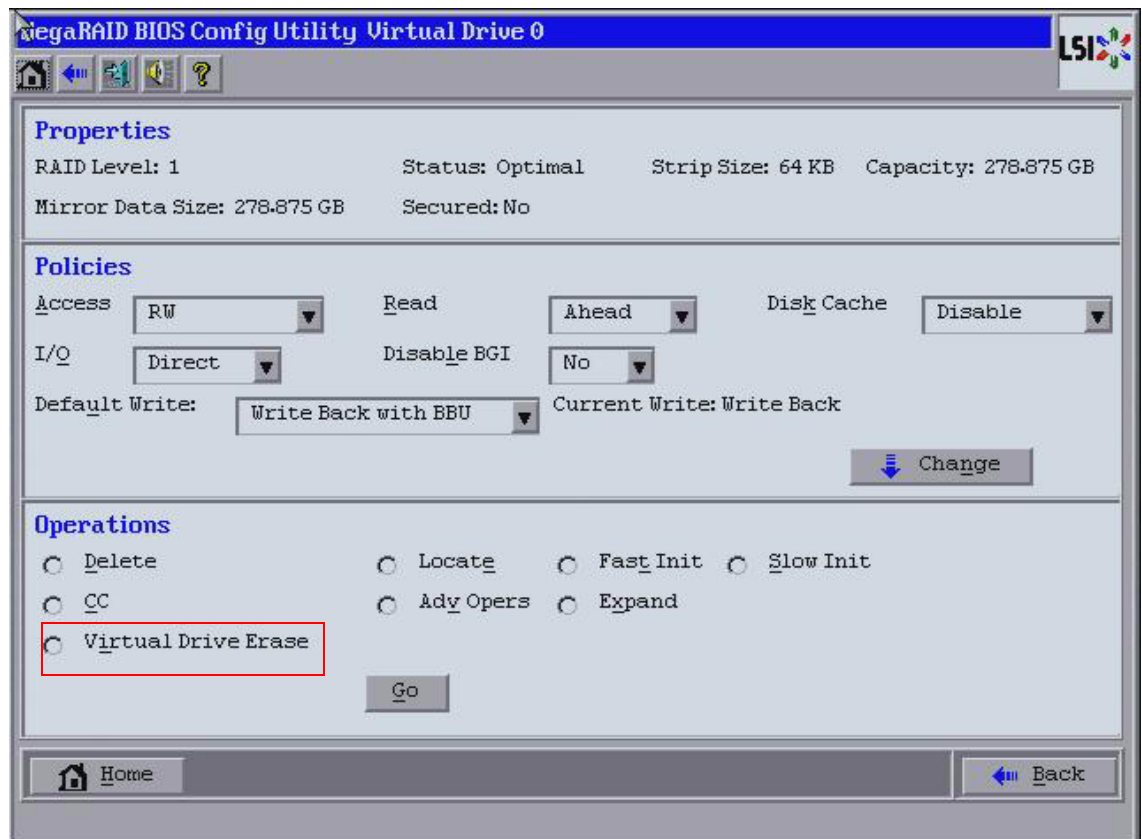 MegaRAID BIOS Config Utility Virtual Drive 0
LSI
Properties
RAID Level: 1 Status: Optimal Strip Size: 64 KB Capacity: 278.875 GB
Mirror Data Size: 278.875 GB Secured: No
Policies
Access RW Read Ahead Disk Cache Disable
I/O Direct Disable BGI No
Default Write: Write Back with BBU Current Write: Write Back
Change
Operations
Delete Locate Fast Init Slow Init
CC Adv Opers Expand
Virtual Drive Erase
Go
Home Back